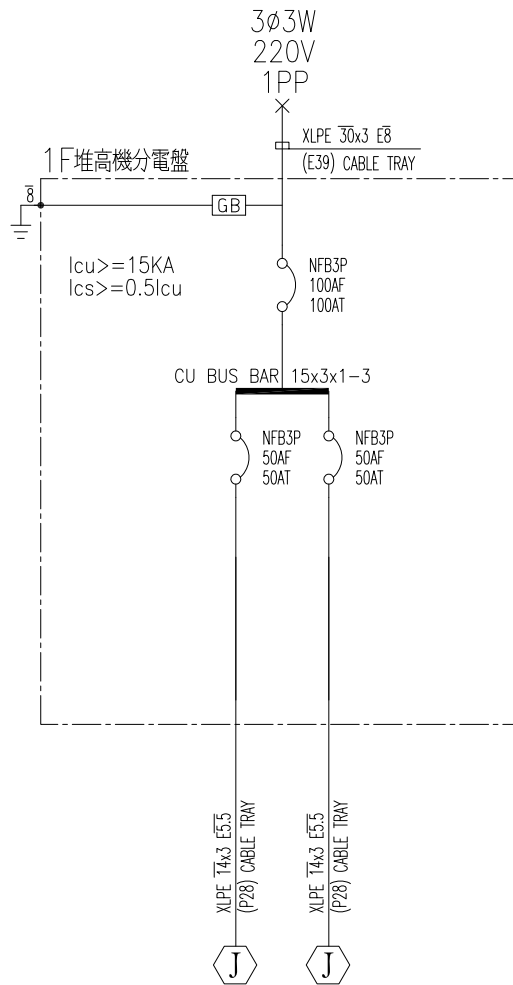 3ø3W
220V
1PP
XLPE 30x3 E8
(E39) CABLE TRAY
1F堆高機分電盤
8
GB
Icu>=15KA
Ics>=0.5Icu
NFB3P
100AF
100AT
CU BUS BAR 15x3x1-3
NFB3P
50AF
50AT
NFB3P
50AF
50AT
XLPE 14x3 E5.5
(P28) CABLE TRAY
XLPE 14x3 E5.5
(P28) CABLE TRAY
J
J